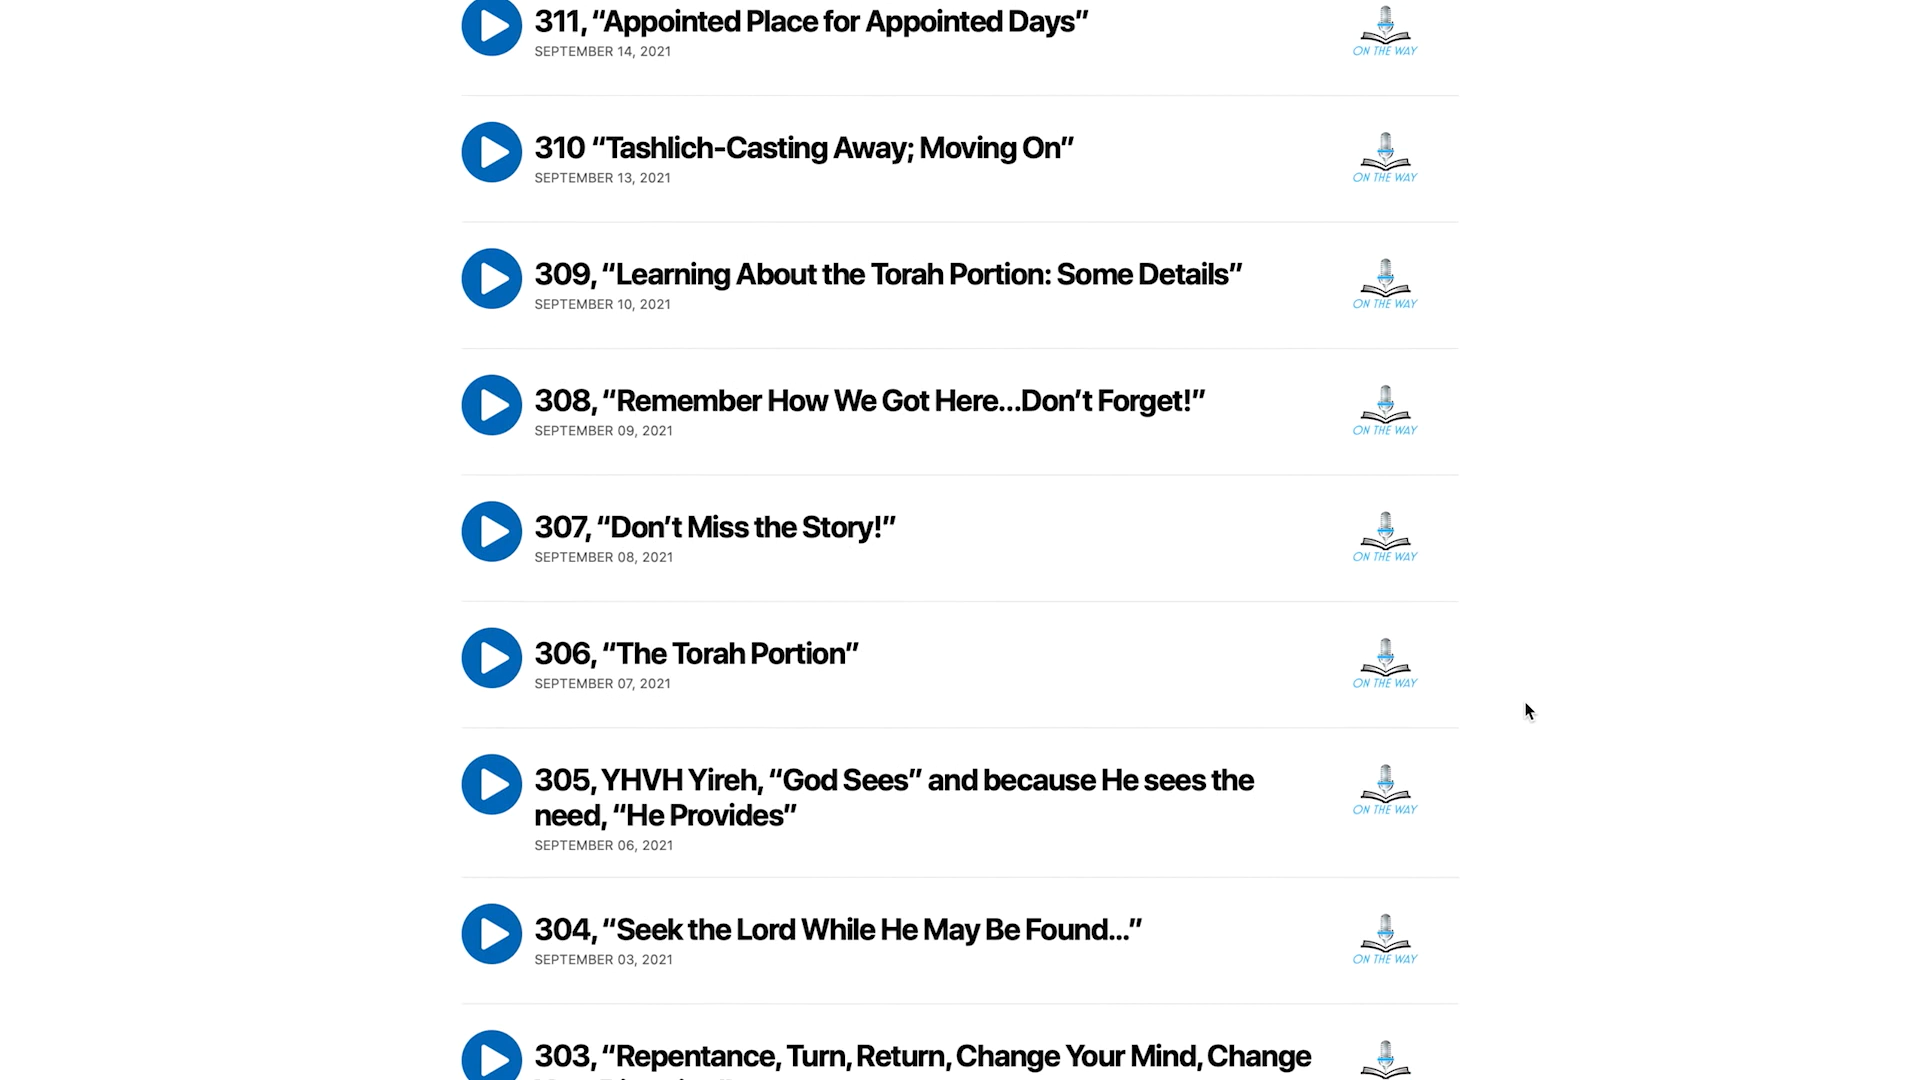 311, “Appointed Place for Appointed Days”
SEPTEMBER 14, 2021
ON THE WAY
310 “Tashlich-Casting Away; Moving On”
SEPTEMBER 13, 2021
ON THE WAY
309, “Learning About the Torah Portion: Some Details”
SEPTEMBER 10, 2021
ON THE WAY
308, “Remember How We Got Here...Don’t Forget!”
SEPTEMBER 09, 2021
ON THE WAY
307, “Don’t Miss the Story!”
SEPTEMBER 08, 2021
ON THE WAY
306, “The Torah Portion”
SEPTEMBER 07, 2021
ON THE WAY
305, YHVH Yireh, “God Sees” and because He sees the
need, “He Provides”
SEPTEMBER 06, 2021
ON THE WAY
304, “Seek the Lord While He May Be Found...”
SEPTEMBER 03, 2021
ON THE WAY
303, “Repentance, Turn, Return, Change Your Mind, Change